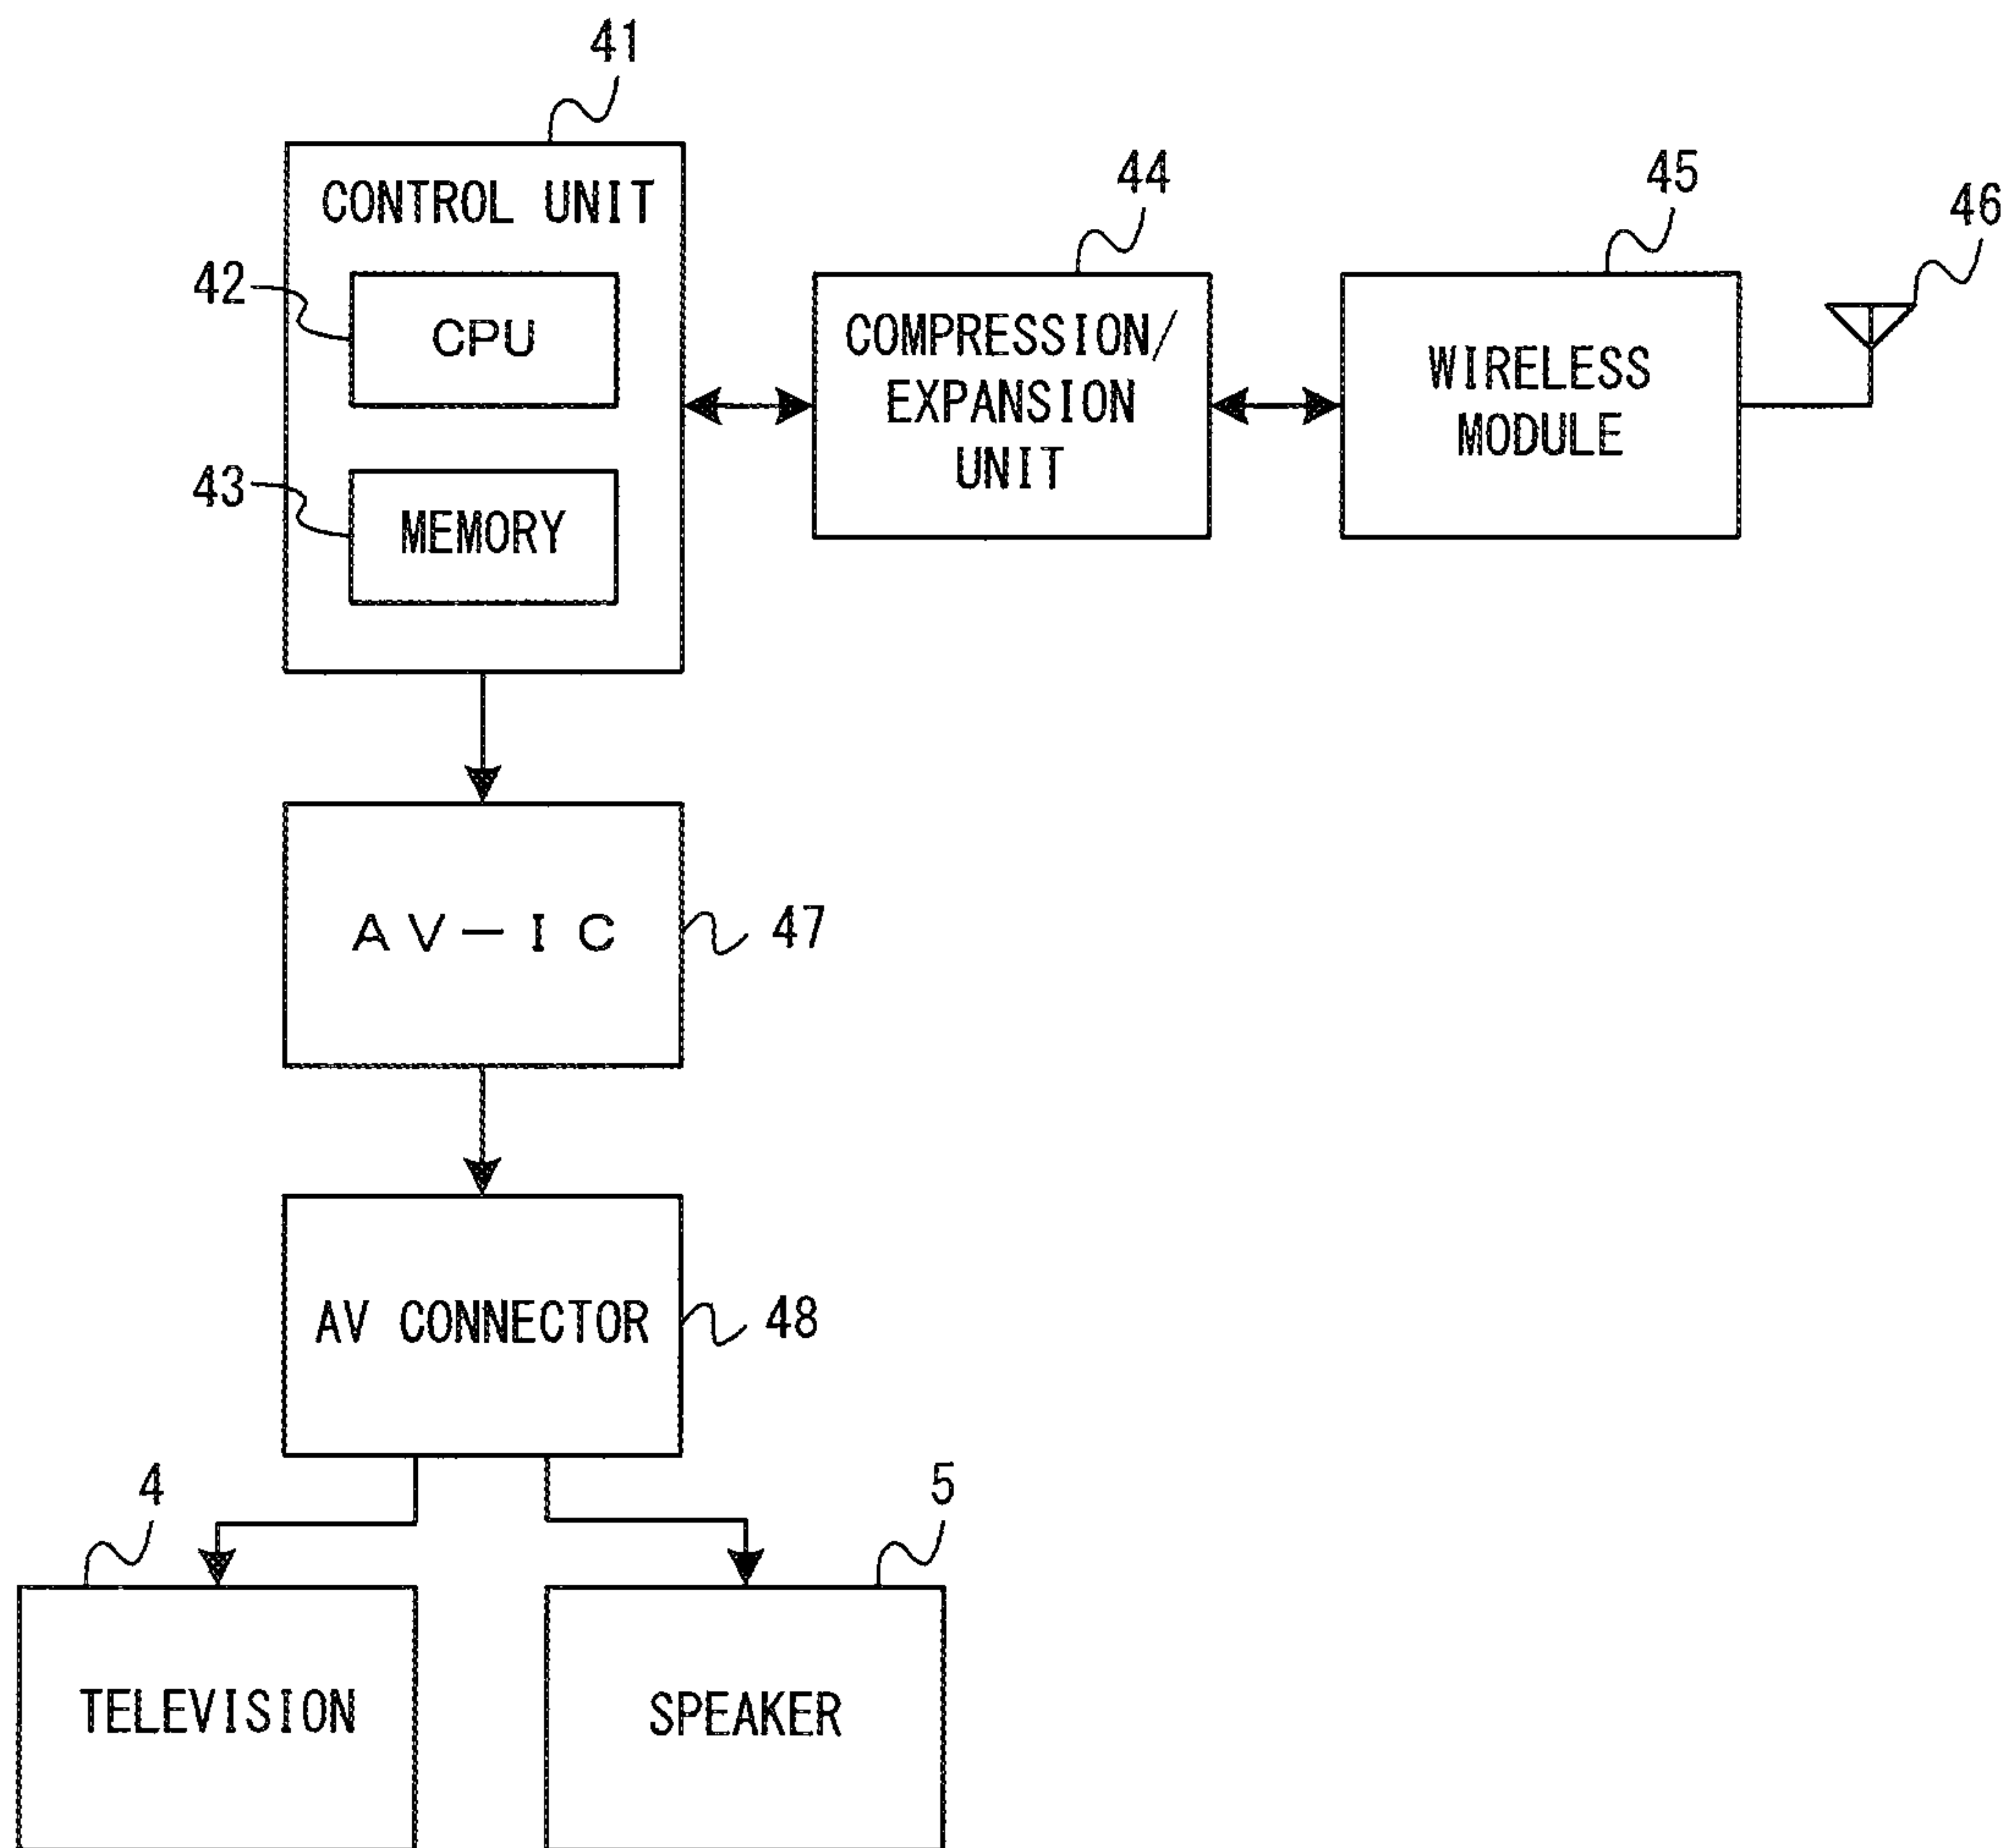 41
CONTROL UNIT
42
CPU
43
MEMORY
44
COMPRESSION/
EXPANSION
UNIT
45
WIRELESS
MODULE
46
AV-IC
47
AV CONNECTOR
48
4
TELEVISION
5
SPEAKER